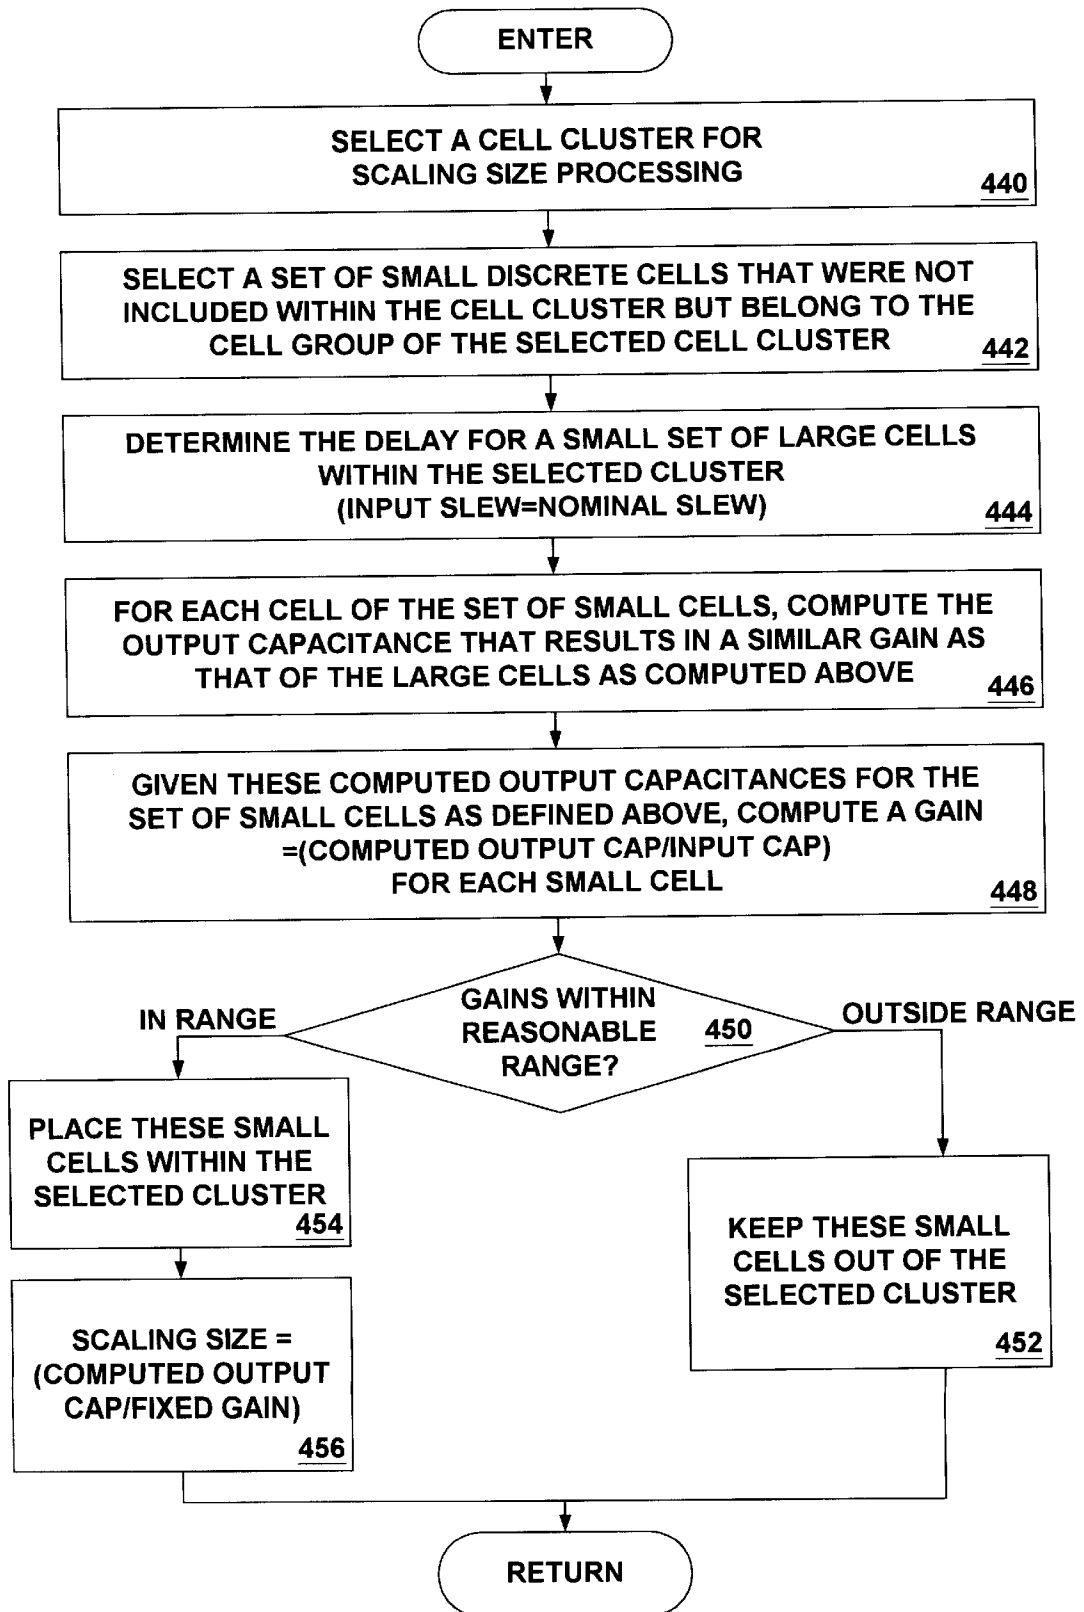 ENTER
SELECT A CELL CLUSTER FOR
SCALING SIZE PROCESSING
440
SELECT A SET OF SMALL DISCRETE CELLS THAT WERE NOT
INCLUDED WITHIN THE CELL CLUSTER BUT BELONG TO THE
CELL GROUP OF THE SELECTED CELL CLUSTER
442
DETERMINE THE DELAY FOR A SMALL SET OF LARGE CELLS
WITHIN THE SELECTED CLUSTER
(INPUT SLEW=NOMINAL SLEW)
444
FOR EACH CELL OF THE SET OF SMALL CELLS, COMPUTE THE
OUTPUT CAPACITANCE THAT RESULTS IN A SIMILAR GAIN AS
THAT OF THE LARGE CELLS AS COMPUTED ABOVE
446
GIVEN THESE COMPUTED OUTPUT CAPACITANCES FOR THE
SET OF SMALL CELLS AS DEFINED ABOVE, COMPUTE A GAIN
=(COMPUTED OUTPUT CAP/INPUT CAP)
FOR EACH SMALL CELL
448
GAINS WITHIN
REASONABLE
RANGE?
450
IN RANGE
OUTSIDE RANGE
PLACE THESE SMALL
CELLS WITHIN THE
SELECTED CLUSTER
454
KEEP THESE SMALL
CELLS OUT OF THE
SELECTED CLUSTER
452
SCALING SIZE =
(COMPUTED OUTPUT
CAP/FIXED GAIN)
456
RETURN